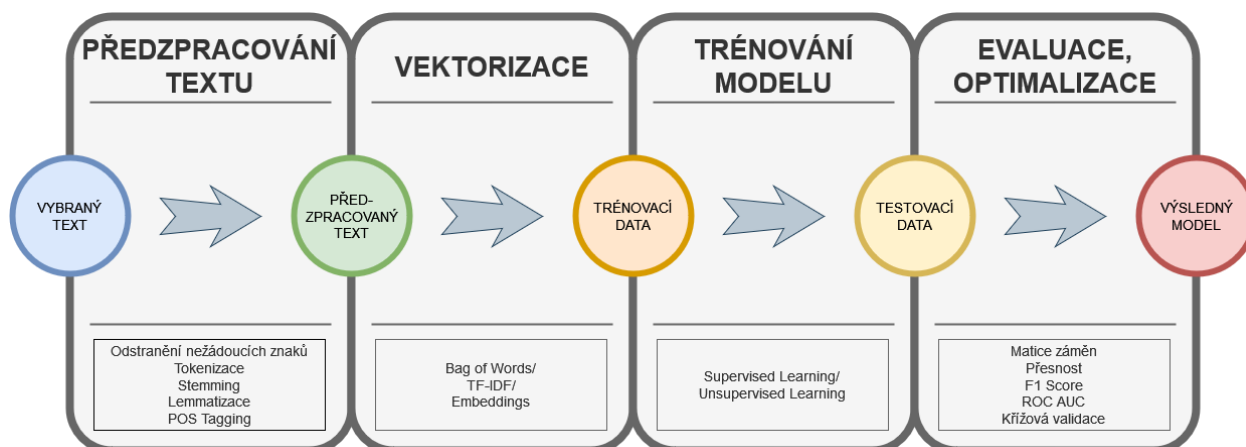 PŘEDZPRACOVÁNÍ
TEXTU
VEKTORIZACE
TRÉNOVÁNÍ
MODELU
EVALUACE,
OPTIMALIZACE
VYBRANÝ
TEXT
PŘED-
ZPRACOVANÝ
TEXT
TRÉNOVACÍ
DATA
TESTOVACÍ
DATA
VÝSLEDNÝ
MODEL
Odstranění nežádoucích znaků
Tokenizace
Stemming
Lemmatizace
POS Tagging
Bag of Words/
TF-IDF/
Embeddings
Supervised Learning/
Unsupervised Learning
Matice záměn
Přesnost
F1 Score
ROC AUC
Křížová validace